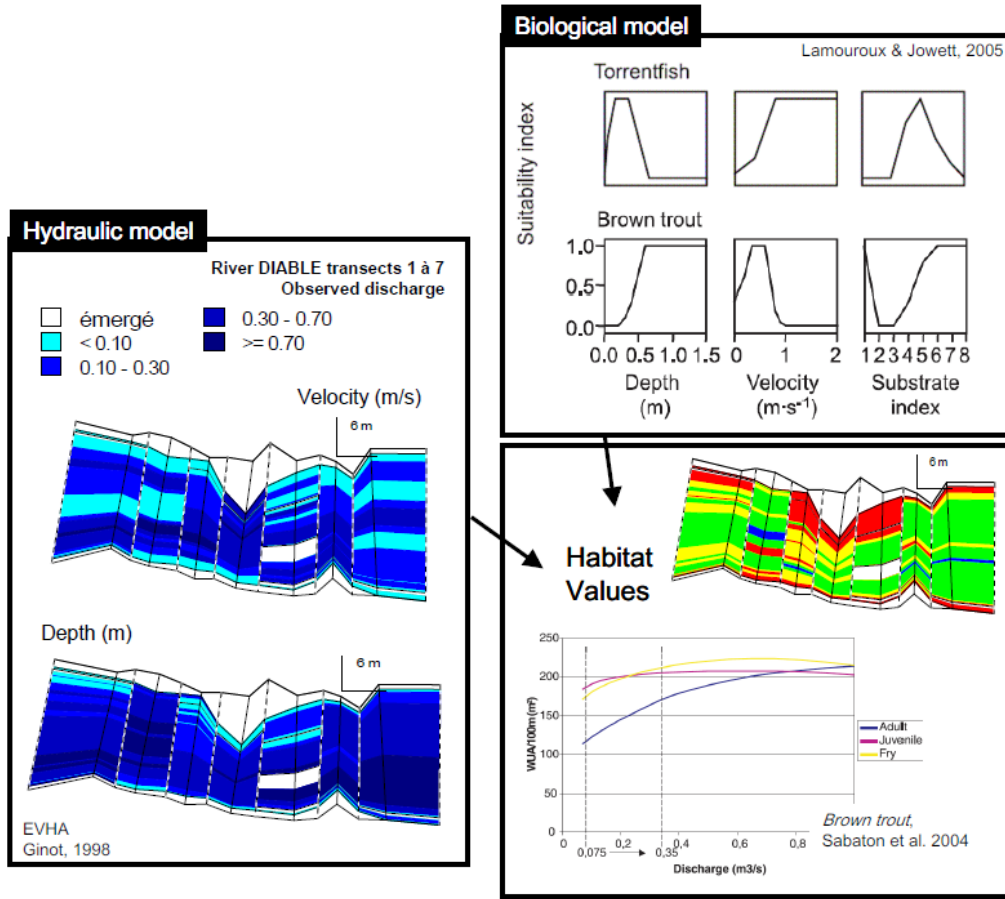 Biological model
Lamouroux & Jowett, 2005
Torrentfish
Suitability index
Brown trout
1.0
0.5
0.0
0.0 0.5 1.0 1.5
Depth
(m)
0 1 2
Velocity
(m·s-1)
1 2 3 4 5 6 7 8
Substrate
index
Hydraulic model
River DIABLE transects 1 à 7
Observed discharge
émergé
< 0.10
0.10 - 0.30
0.30 - 0.70
>= 0.70
Velocity (m/s)
6 m
Depth (m)
6 m
EVHA
Ginot, 1998
6 m
Habitat
Values
WUA/100m(m²)
250
200
150
100
50
0
0 0,2 0,4 0,6 0,8
0,075 0,35
Discharge (m3/s)
Adult
Juvenile
Fry
Brown trout,
Sabaton et al. 2004